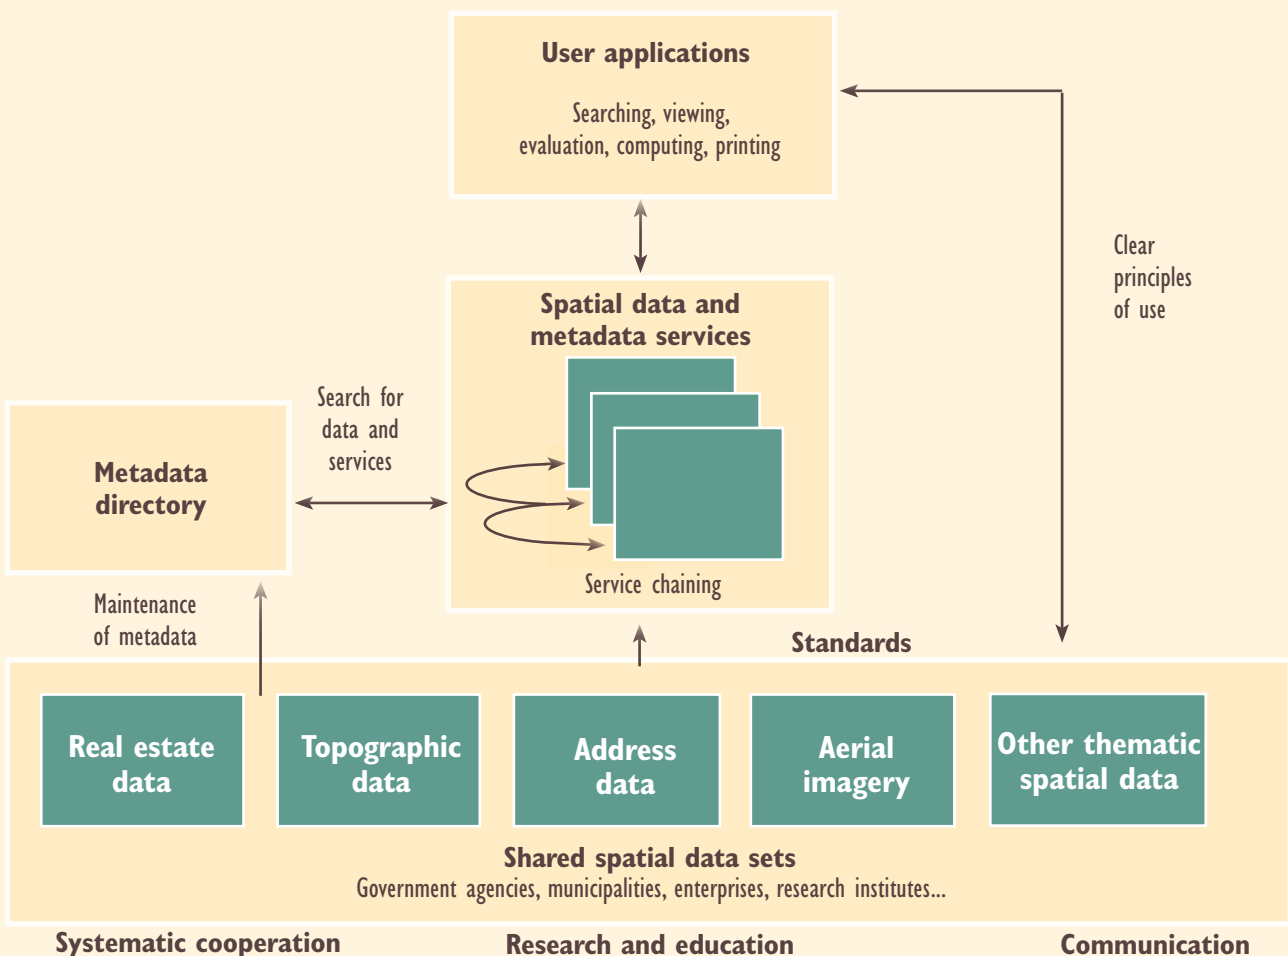 User applications
Searching, viewing,
evaluation, computing, printing
Clear
principles
of use
Spatial data and
metadata services
Search for
data and
services
Metadata
directory
Service chaining
Maintenance
of metadata
Standards
Real estate
data
Topographic
data
Address
data
Aerial
imagery
Other thematic
spatial data
Shared spatial data sets
Government agencies, municipalities, enterprises, research institutes...
Systematic cooperation
Research and education
Communication